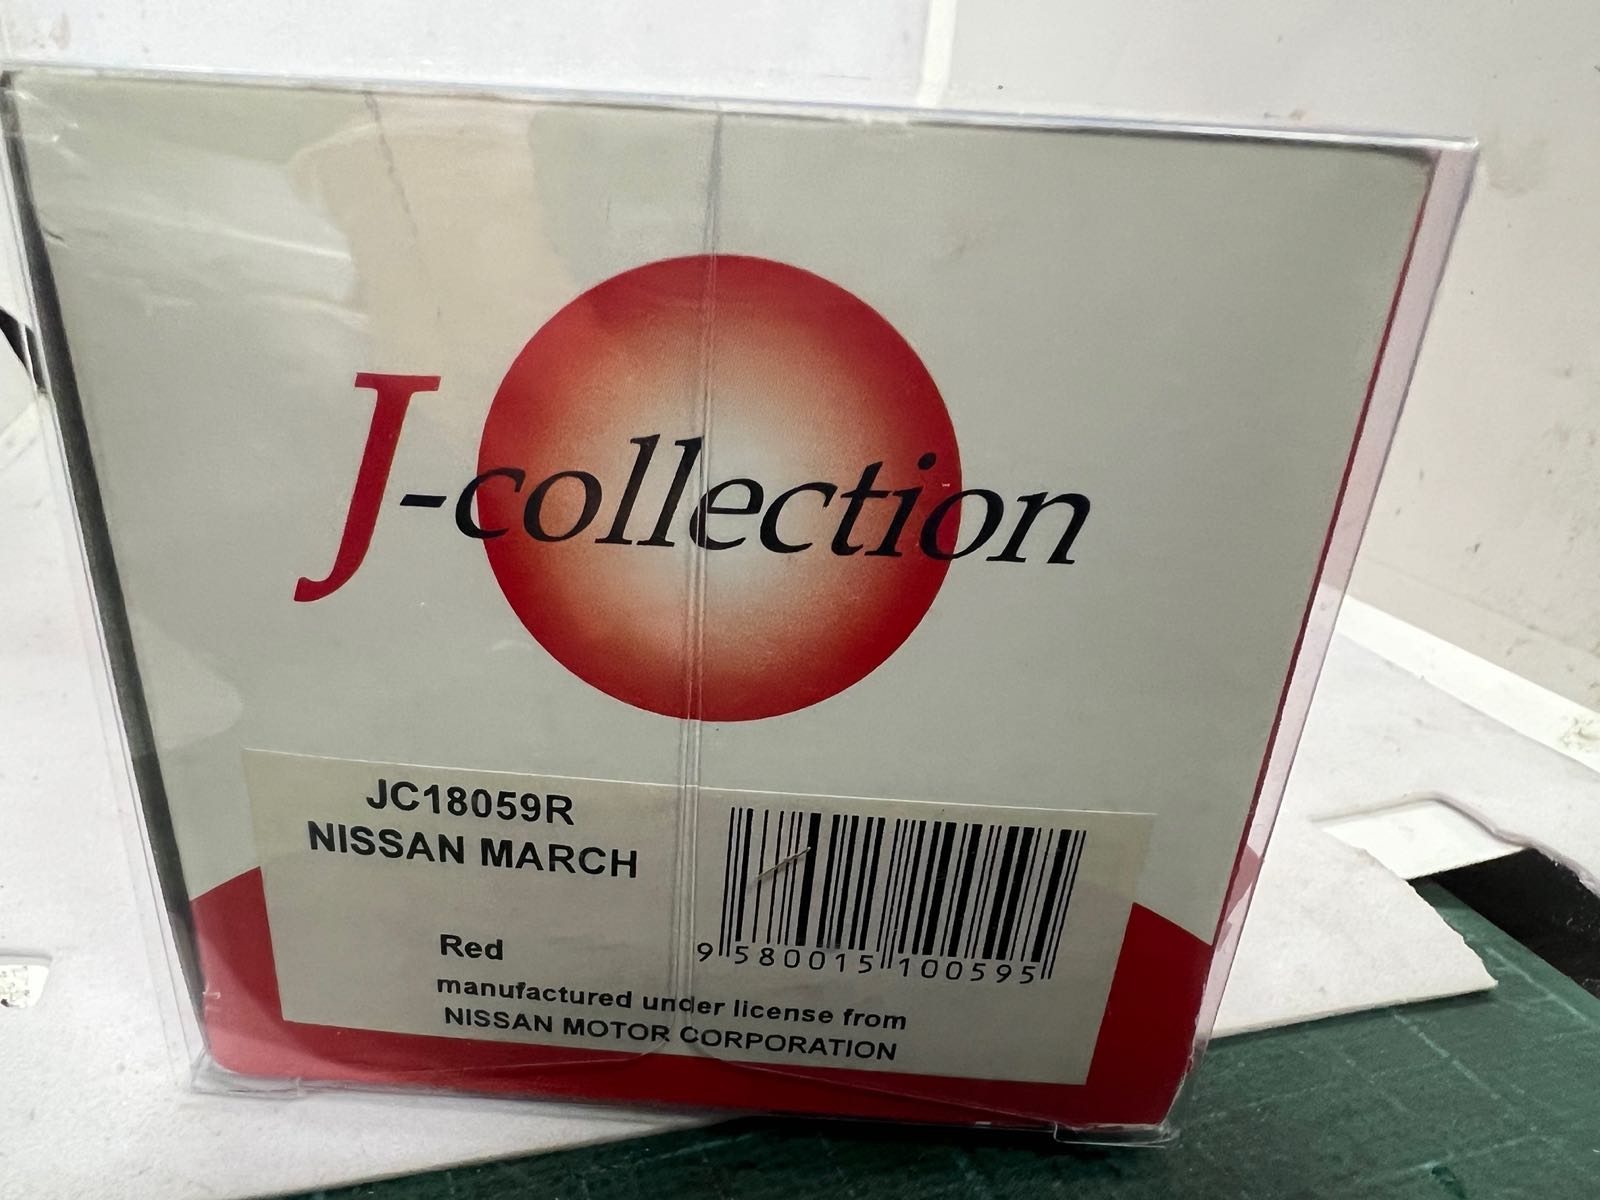 J-collection
JC18059R
NISSAN MARCH
Red
9 580015 100595
manufactured under license from
NISSAN MOTOR CORPORATION